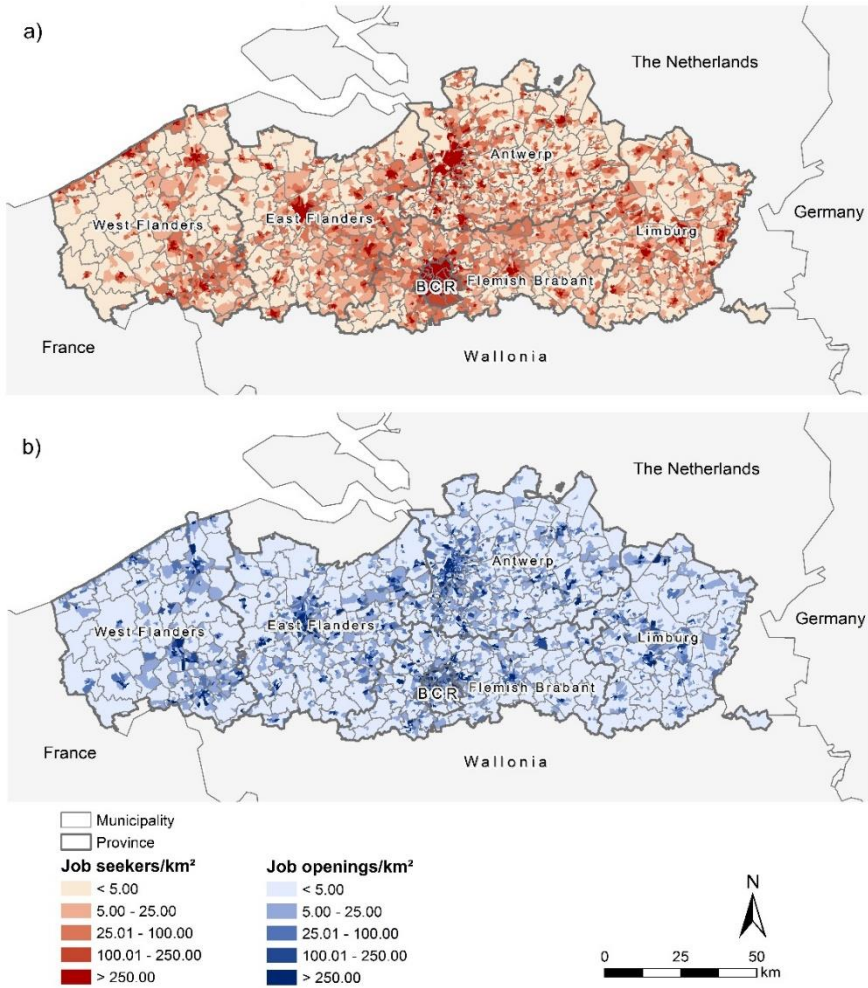 a)
The Netherlands
Antwerp
West Flanders
East Flanders
Germany
Limburg
BCR
Flemish Brabant
France
Wallonia
b)
The Netherlands
Antwerp
West Flanders
East Flanders
Germany
Limburg
BCR
Flemish Brabant
France
Wallonia
Municipality
Province
Job seekers/km² Job openings/km²
< 5.00 < 5.00
5.00 - 25.00 5.00 - 25.00
25.01 - 100.00 25.01 - 100.00
100.01 - 250.00 100.01 - 250.00
> 250.00 > 250.00
N
0 25 50
km